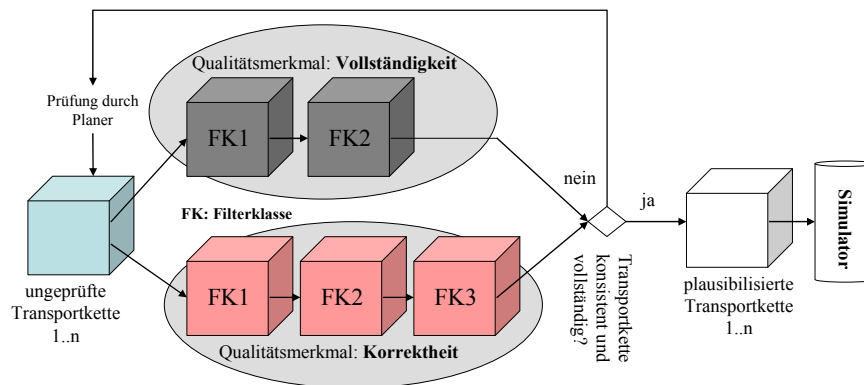 Qualitätsmerkmal: Vollständigkeit
Prüfung durch
Planer
FK1
FK2
nein
ja
FK: Filterklasse
Simulator
FK1
FK2
FK3
ungeprüfte
Transportkette
1..n
Transportkette
konsistent und
vollständig?
plausibilisierte
Transportkette
1..n
Qualitätsmerkmal: Korrektheit